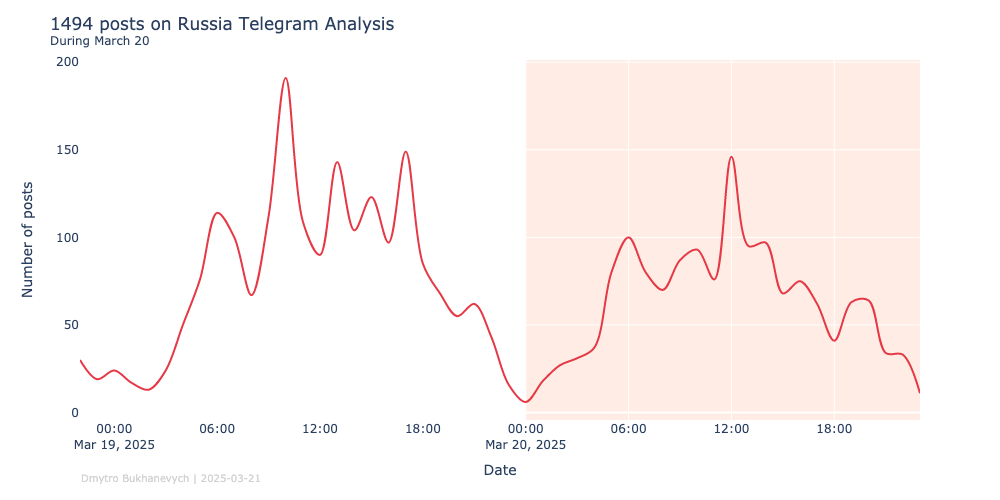 1494 posts on Russia Telegram Analysis
During March 20
200
150
100
50
0
Number of posts
00:00 06:00 12:00 18:00 00:00 06:00 12:00 18:00
Mar 19, 2025 Mar 20, 2025
Date
Dmytro Bukhanevych | 2025-03-21